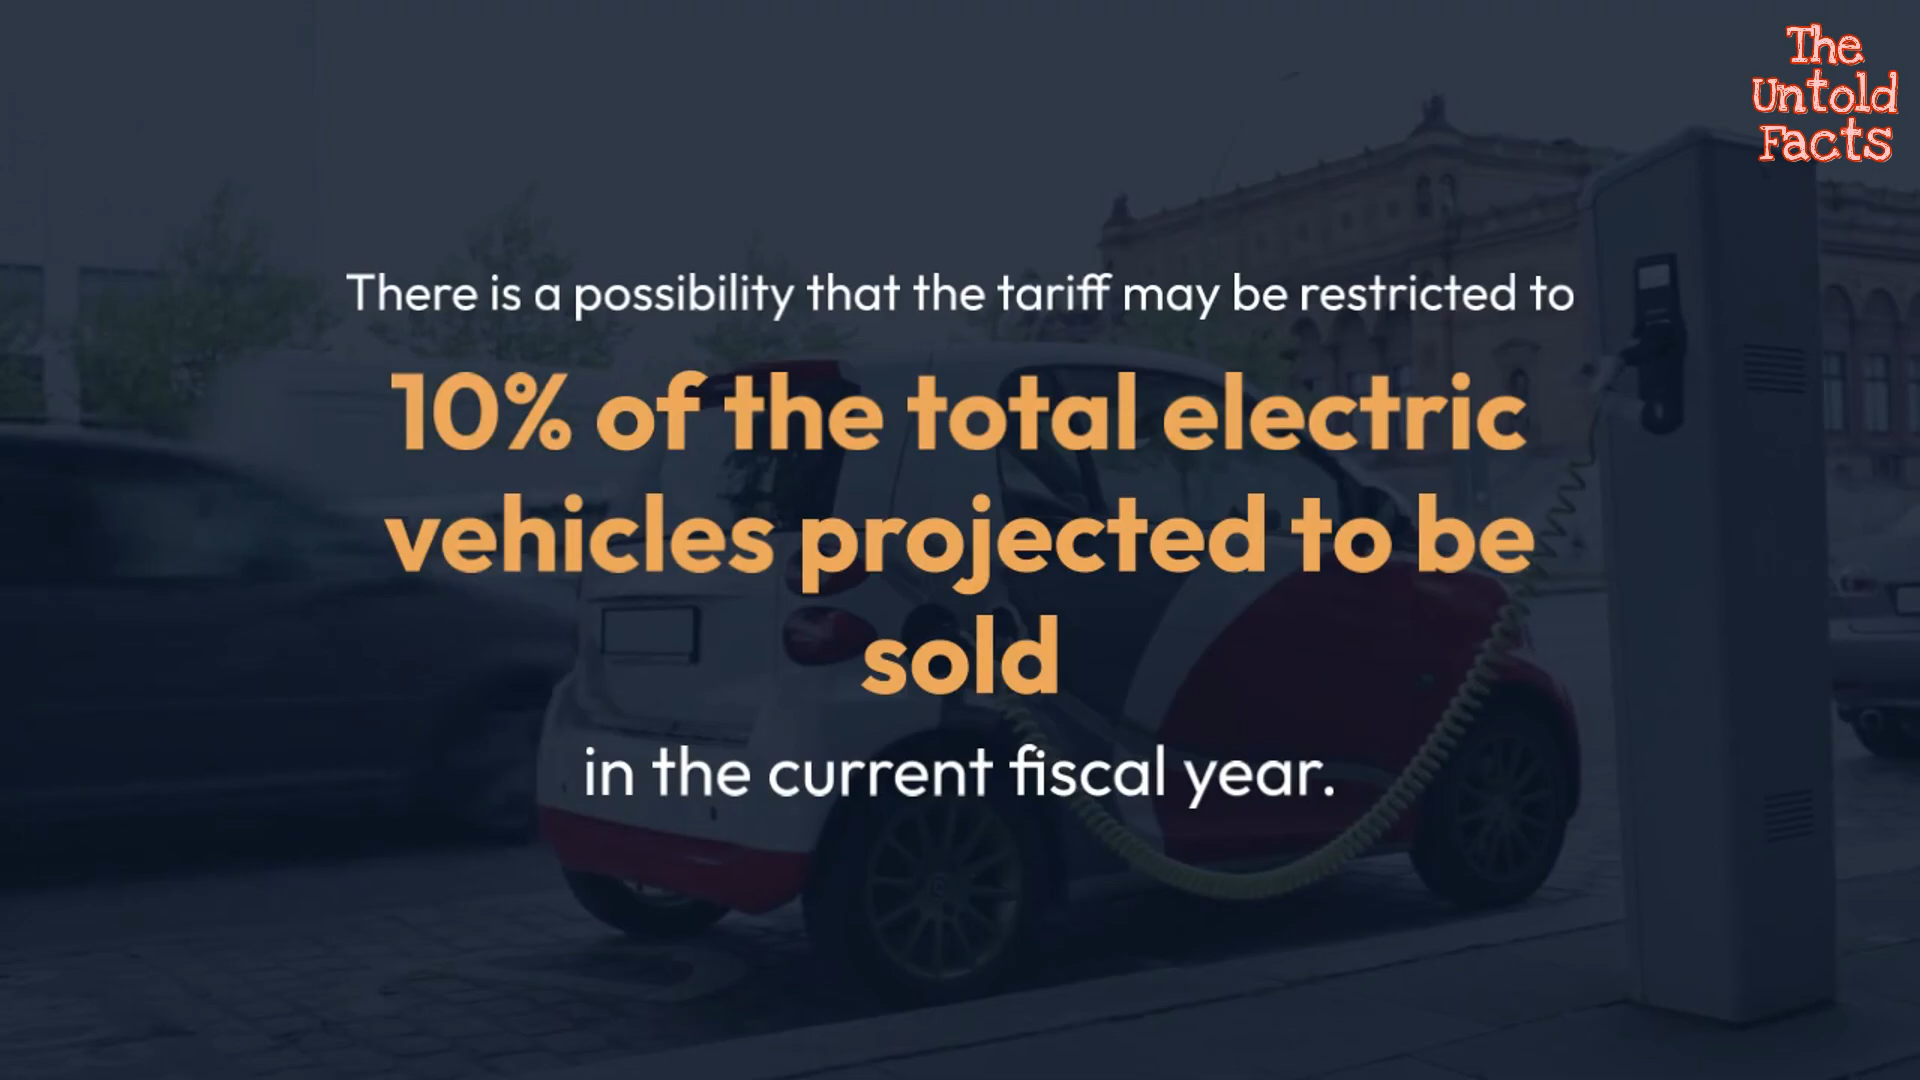 The
Untold
Facts
There is a possibility that the tariff may be restricted to
10% of the total electric
vehicles projected to be
sold
in the current fiscal year.